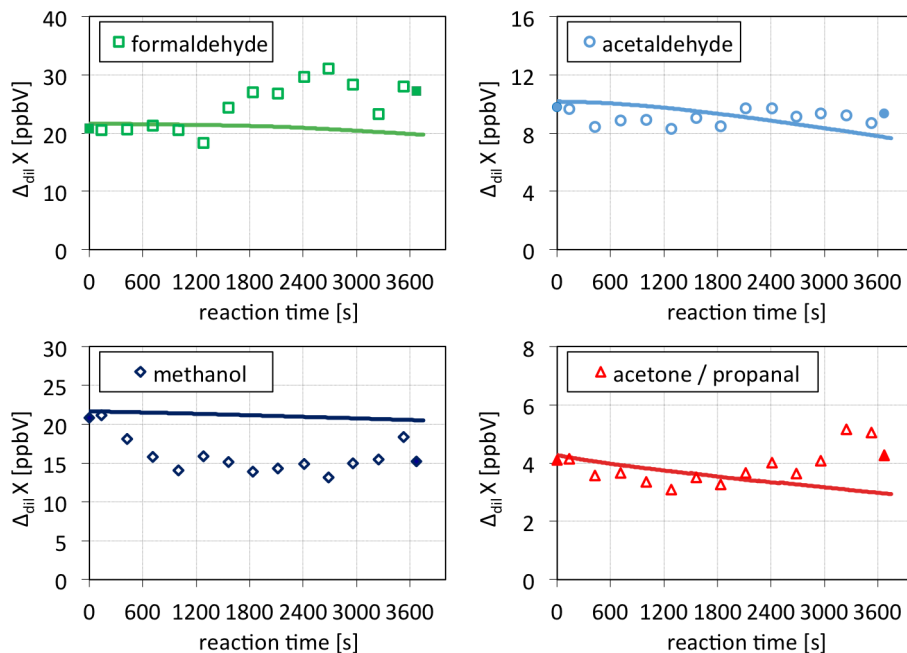 formaldehyde
Δdil X [ppbV]
40
30
20
10
0
0 600 1200 1800 2400 3000 3600
reaction time [s]
acetaldehyde
Δdil X [ppbV]
16
12
8
4
0
0 600 1200 1800 2400 3000 3600
reaction time [s]
methanol
Δdil X [ppbV]
30
25
20
15
10
5
0
0 600 1200 1800 2400 3000 3600
reaction time [s]
acetone / propanal
Δdil X [ppbV]
8
6
4
2
0
0 600 1200 1800 2400 3000 3600
reaction time [s]